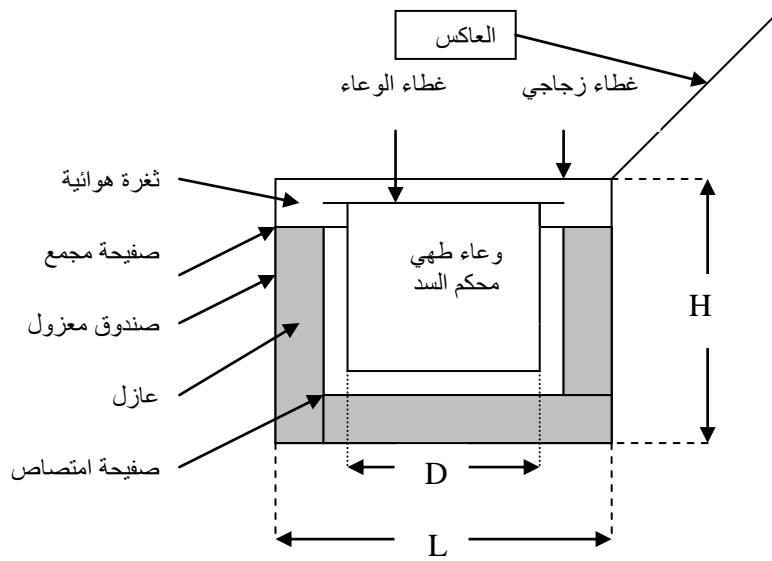 العاكس
غطاء زجاجي
غطاء الوعاء
ثغرة هوائية
صفيحة مجمع
صندوق معزول
عازل
صفيحة امتصاص
وعاء طهي
محكم السد
H
D
L